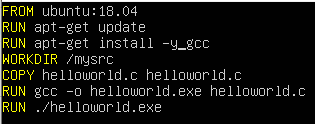 FROM ubuntu:18.04
RUN apt-get update
RUN apt-get install -y_gcc
WORKDIR /mysrc
COPY helloworld.c helloworld.c
RUN gcc -o helloworld.exe helloworld.c
RUN ./helloworld.exe